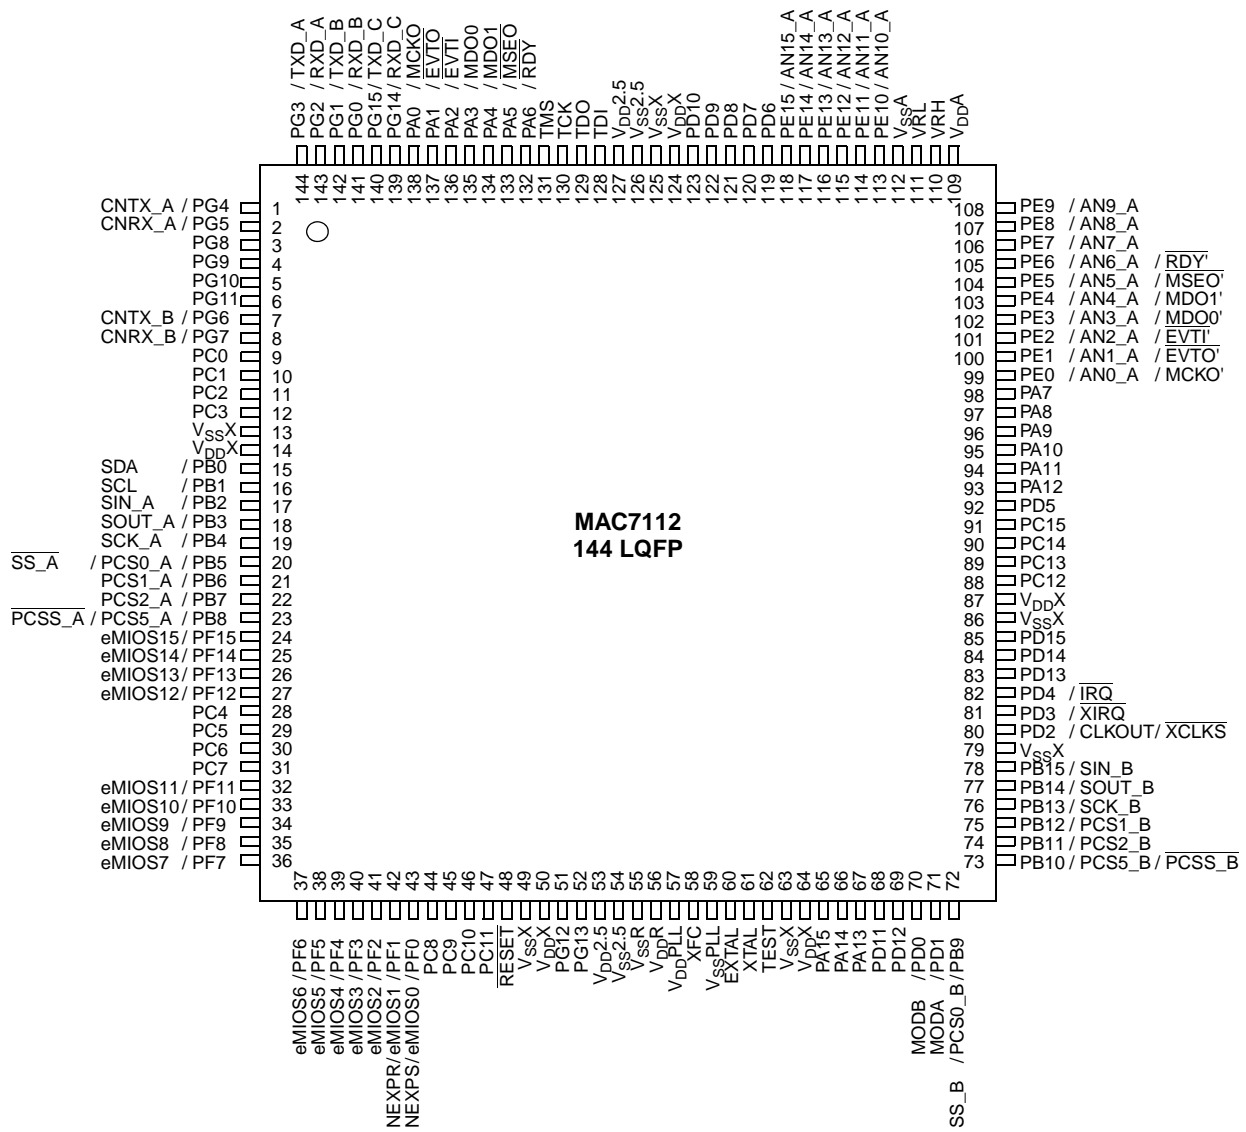 PG3 / TXD_A
PG2 / RXD_A
PG1 / TXD_B
PG0 / RXD_B
PG15 / TXD_C
PG14 / RXD_C
PA0 / MCKO
PA1 / EVTO
PA2 / EVTI
PA3 / MDO0
PA4 / MDO1
PA5 / MSEO
PA6 / RDY
TMS
TCK
TDO
TDI
VDD2.5
VSS2.5
VSSX
VDDX
PD10
PD9
PD8
PD7
PD6
PE15 / AN15_A
PE14 / AN14_A
PE13 / AN13_A
PE12 / AN12_A
PE11 / AN11_A
PE10 / AN10_A
VSSA
VRL
VRH
VDDA
144 143 142 141 140 139 138 137 136 135 134 133 132 131 130 129 128 127 126 125 124 123 122 121 120 119 118 117 116 115 114 113 112 111 110 109
CNTX_A / PG4 1
CNRX_A / PG5 2
PG8 3
PG9 4
PG10 5
PG11 6
CNTX_B / PG6 7
CNRX_B / PG7 8
PC0 9
PC1 10
PC2 11
PC3 12
VSSX 13
VDDX 14
SDA / PB0 15
SCL / PB1 16
SIN_A / PB2 17
SOUT_A / PB3 18
SCK_A / PB4 19
SS_A / PCS0_A / PB5 20
PCS1_A / PB6 21
PCS2_A / PB7 22
PCSS_A / PCS5_A / PB8 23
eMIOS15 / PF15 24
eMIOS14 / PF14 25
eMIOS13 / PF13 26
eMIOS12 / PF12 27
PC4 28
PC5 29
PC6 30
PC7 31
eMIOS11 / PF11 32
eMIOS10 / PF10 33
eMIOS9 / PF9 34
eMIOS8 / PF8 35
eMIOS7 / PF7 36
MAC7112
144 LQFP
108 PE9 / AN9_A
107 PE8 / AN8_A
106 PE7 / AN7_A
105 PE6 / AN6_A / RDY'
104 PE5 / AN5_A / MSEO'
103 PE4 / AN4_A / MDO1'
102 PE3 / AN3_A / MDO0'
101 PE2 / AN2_A / EVTI'
100 PE1 / AN1_A / EVTO'
99 PE0 / AN0_A / MCKO'
98 PA7
97 PA8
96 PA9
95 PA10
94 PA11
93 PA12
92 PD5
91 PC15
90 PC14
89 PC13
88 PC12
87 VDDX
86 VSSX
85 PD15
84 PD14
83 PD13
82 PD4 / IRQ
81 PD3 / XIRQ
80 PD2 / CLKOUT / XCLKS
79 VSSX
78 PB15 / SIN_B
77 PB14 / SOUT_B
76 PB13 / SCK_B
75 PB12 / PCS1_B
74 PB11 / PCS2_B
73 PB10 / PCS5_B / PCSS_B
37 38 39 40 41 42 43 44 45 46 47 48 49 50 51 52 53 54 55 56 57 58 59 60 61 62 63 64 65 66 67 68 69 70 71 72
eMIOS6 / PF6
eMIOS5 / PF5
eMIOS4 / PF4
eMIOS3 / PF3
eMIOS2 / PF2
NEXPR / eMIOS1 / PF1
NEXPS / eMIOS0 / PF0
PC8
PC9
PC10
PC11
RESET
VSSX
VDDX
PG12
PG13
VDD2.5
VSS2.5
VSSR
VDDR
VDDPLL
XFC
VSSPLL
EXTAL
XTAL
TEST
VSSX
VDDX
PA15
PA14
PA13
PD11
PD12
MODB / PD0
MODA / PD1
SS_B / PCS0_B / PB9